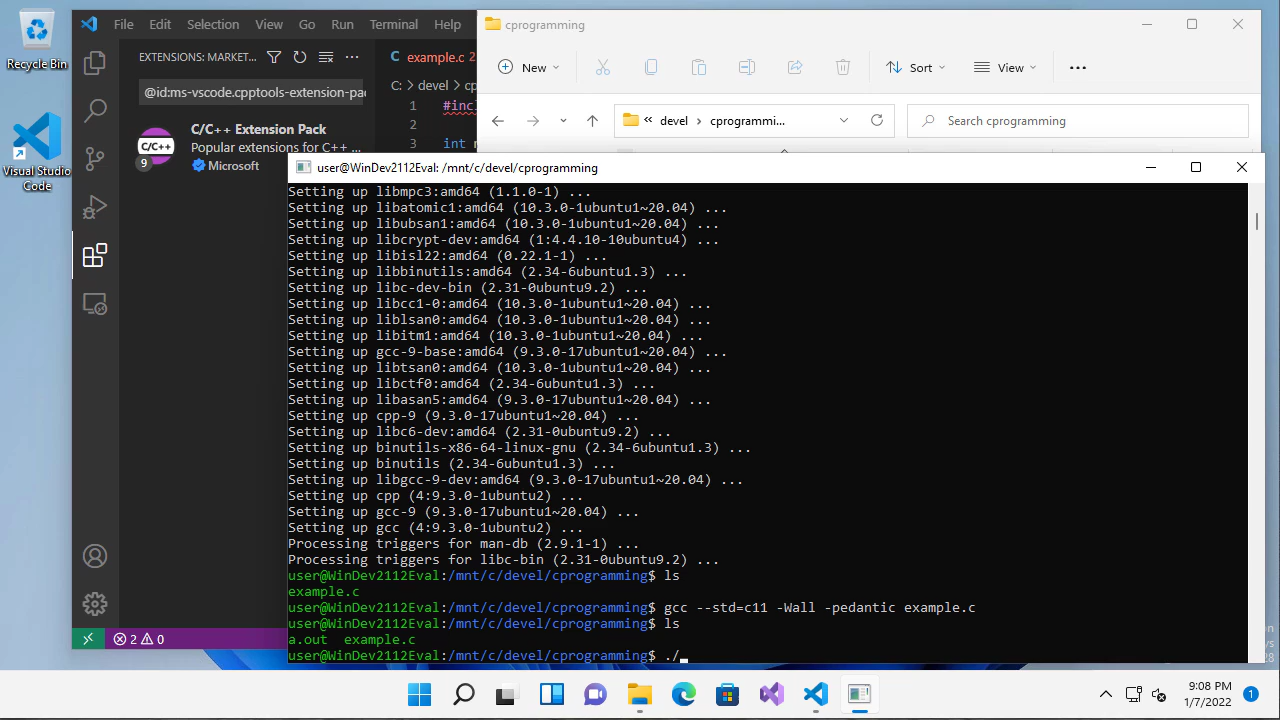 Recycle Bin
Visual Studio Code
File Edit Selection View Go Run Terminal Help
EXTENSIONS: MARKET...
@id:ms-vscode.cpptools-extension-pac
C/C++ Extension Pack
Popular extensions for C++ ...
Microsoft
C/C++
9
C example.c 2
C: > devel > cp
1 #incl
2
3 int
2 0
cprogramming
New
Sort
View
devel > cprogrammi...
Search cprogramming
user@WinDev2112Eval: /mnt/c/devel/cprogramming
Setting up libmpc3:amd64 (1.1.0-1) ...
Setting up libatomic1:amd64 (10.3.0-1ubuntu1~20.04) ...
Setting up libubsan1:amd64 (10.3.0-1ubuntu1~20.04) ...
Setting up libcrypt-dev:amd64 (1:4.4.10-10ubuntu4) ...
Setting up libisl22:amd64 (0.22.1-1) ...
Setting up libbinutils:amd64 (2.34-6ubuntu1.3) ...
Setting up libc-dev-bin (2.31-0ubuntu9.2) ...
Setting up libcc1-0:amd64 (10.3.0-1ubuntu1~20.04) ...
Setting up liblsan0:amd64 (10.3.0-1ubuntu1~20.04) ...
Setting up libitm1:amd64 (10.3.0-1ubuntu1~20.04) ...
Setting up gcc-9-base:amd64 (9.3.0-17ubuntu1~20.04) ...
Setting up libtsan0:amd64 (10.3.0-1ubuntu1~20.04) ...
Setting up libctf0:amd64 (2.34-6ubuntu1.3) ...
Setting up libasan5:amd64 (9.3.0-17ubuntu1~20.04) ...
Setting up cpp-9 (9.3.0-17ubuntu1~20.04) ...
Setting up libc6-dev:amd64 (2.31-0ubuntu9.2) ...
Setting up binutils-x86-64-linux-gnu (2.34-6ubuntu1.3) ...
Setting up binutils (2.34-6ubuntu1.3) ...
Setting up libgcc-9-dev:amd64 (9.3.0-17ubuntu1~20.04) ...
Setting up cpp (4:9.3.0-1ubuntu2) ...
Setting up gcc-9 (9.3.0-17ubuntu1~20.04) ...
Setting up gcc (4:9.3.0-1ubuntu2) ...
Processing triggers for man-db (2.9.1-1) ...
Processing triggers for libc-bin (2.31-0ubuntu9.2) ...
user@WinDev2112Eval:/mnt/c/devel/cprogramming$ ls
example.c
user@WinDev2112Eval:/mnt/c/devel/cprogramming$ gcc --std=c11 -Wall -pedantic example.c
user@WinDev2112Eval:/mnt/c/devel/cprogramming$ ls
a.out example.c
user@WinDev2112Eval:/mnt/c/devel/cprogramming$ ./
9:08 PM
1/7/2022
1